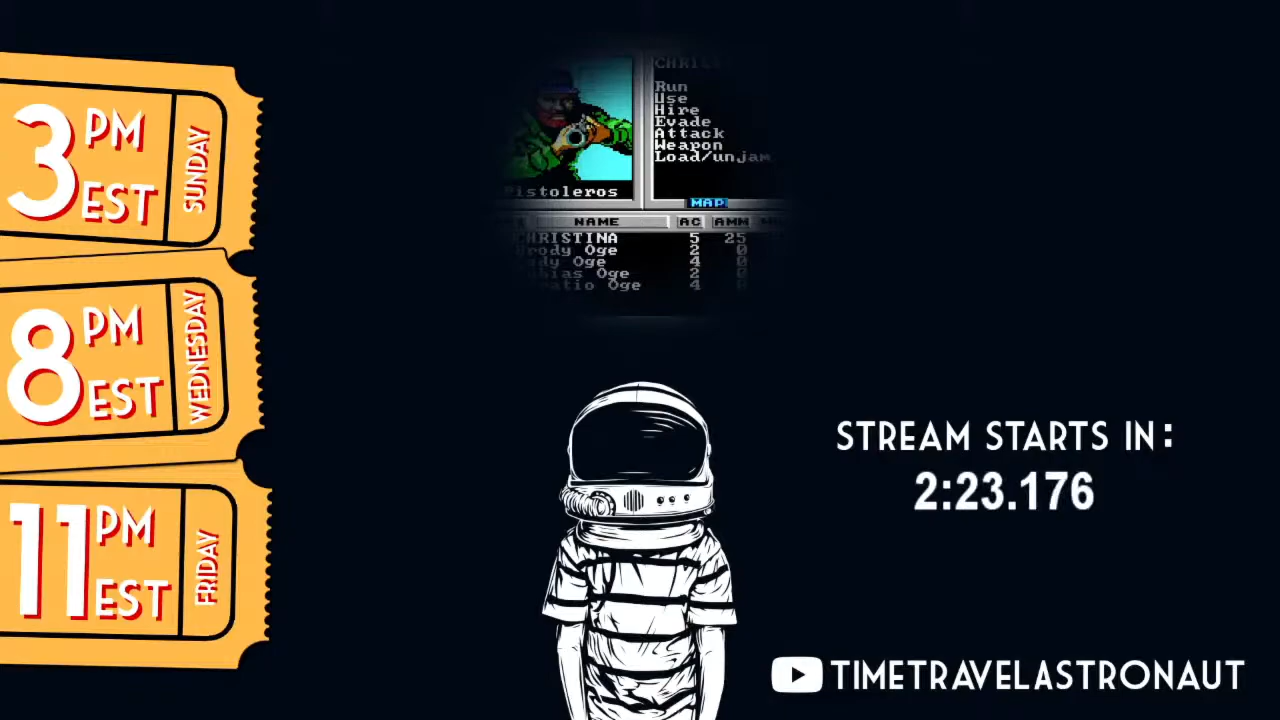 3 PM
EST
SUNDAY
8 PM
EST
WEDNESDAY
11 PM
EST
FRIDAY
Run
Use
Hire
Evade
Attack
Weapon
Load/unjam
Pistoleros
MAP
NAME AC AMM
CHRISTINA 5 25
Brody Oge 2 0
Oge 4 0
Oge 2 0
Oge 4 0
STREAM STARTS IN:
2:23.176
TIMETRAVELASTRONAUT